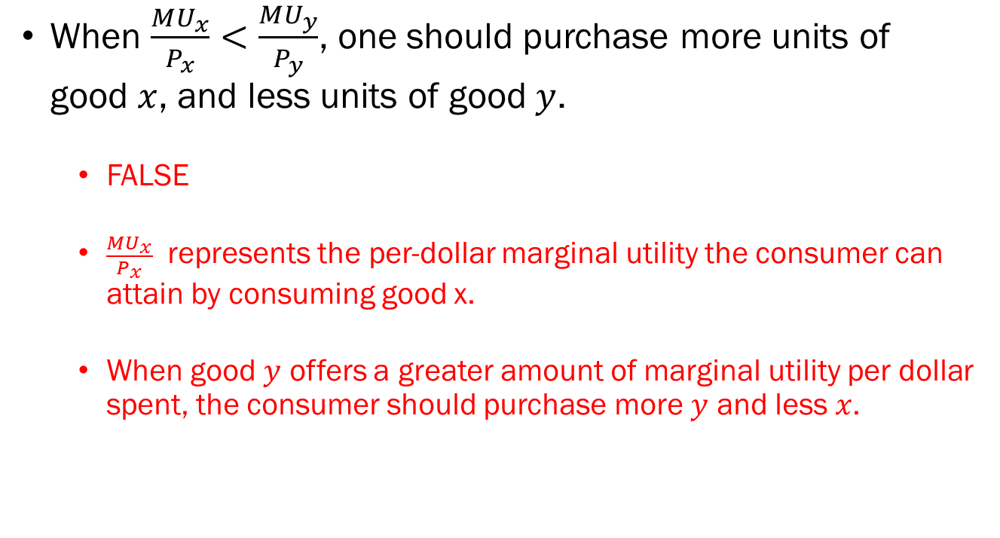 • When $\frac{MU_x}{P_x} < \frac{MU_y}{P_y}$, one should purchase more units of
good $x$, and less units of good $y$.
• FALSE
• $\frac{MU_x}{P_x}$ represents the per-dollar marginal utility the consumer can
attain by consuming good x.
• When good $y$ offers a greater amount of marginal utility per dollar
spent, the consumer should purchase more $y$ and less $x$.